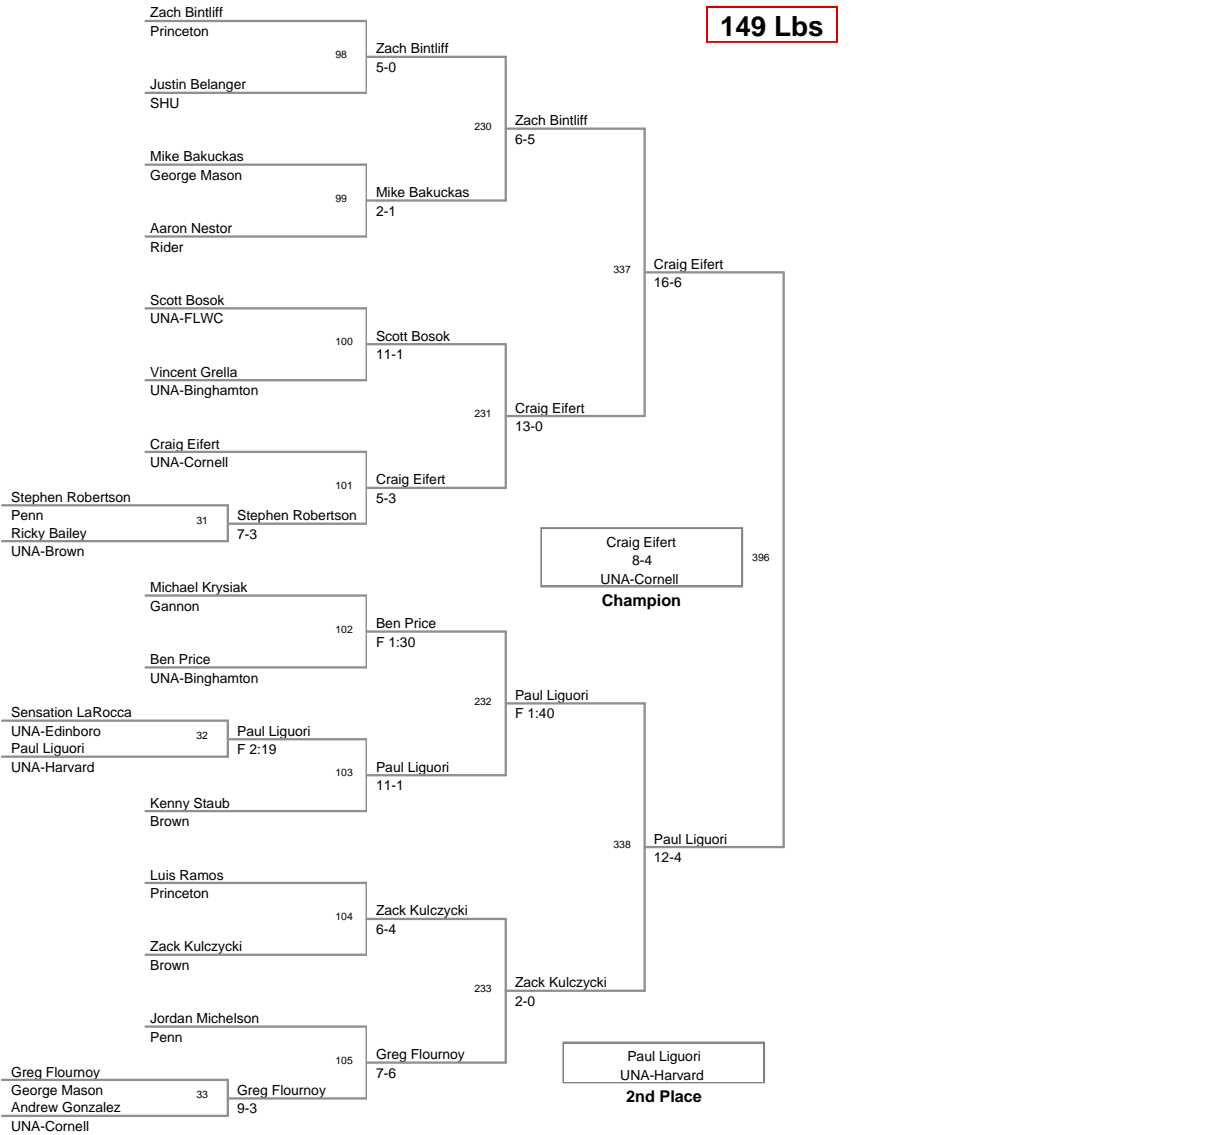 149 Lbs
Zach Bintliff
Princeton
98
Zach Bintliff
5-0
Justin Belanger
SHU
230
Zach Bintliff
6-5
Mike Bakuckas
George Mason
99
Mike Bakuckas
2-1
Aaron Nestor
Rider
337
Craig Eifert
16-6
Scott Bosok
UNA-FLWC
100
Scott Bosok
11-1
Vincent Grella
UNA-Binghamton
231
Craig Eifert
13-0
Craig Eifert
UNA-Cornell
101
Craig Eifert
5-3
Stephen Robertson
Penn
31
Stephen Robertson
7-3
Ricky Bailey
UNA-Brown
Craig Eifert
8-4
UNA-Cornell
396
Champion
Michael Krysiak
Gannon
102
Ben Price
F 1:30
Ben Price
UNA-Binghamton
232
Paul Liguori
F 1:40
Sensation LaRocca
UNA-Edinboro
32
Paul Liguori
F 2:19
Paul Liguori
UNA-Harvard
103
Paul Liguori
11-1
Kenny Staub
Brown
338
Paul Liguori
12-4
Luis Ramos
Princeton
104
Zack Kulczycki
6-4
Zack Kulczycki
Brown
233
Zack Kulczycki
2-0
Jordan Michelson
Penn
105
Greg Flournoy
7-6
Greg Flournoy
George Mason
33
Greg Flournoy
9-3
Andrew Gonzalez
UNA-Cornell
Paul Liguori
UNA-Harvard
2nd Place